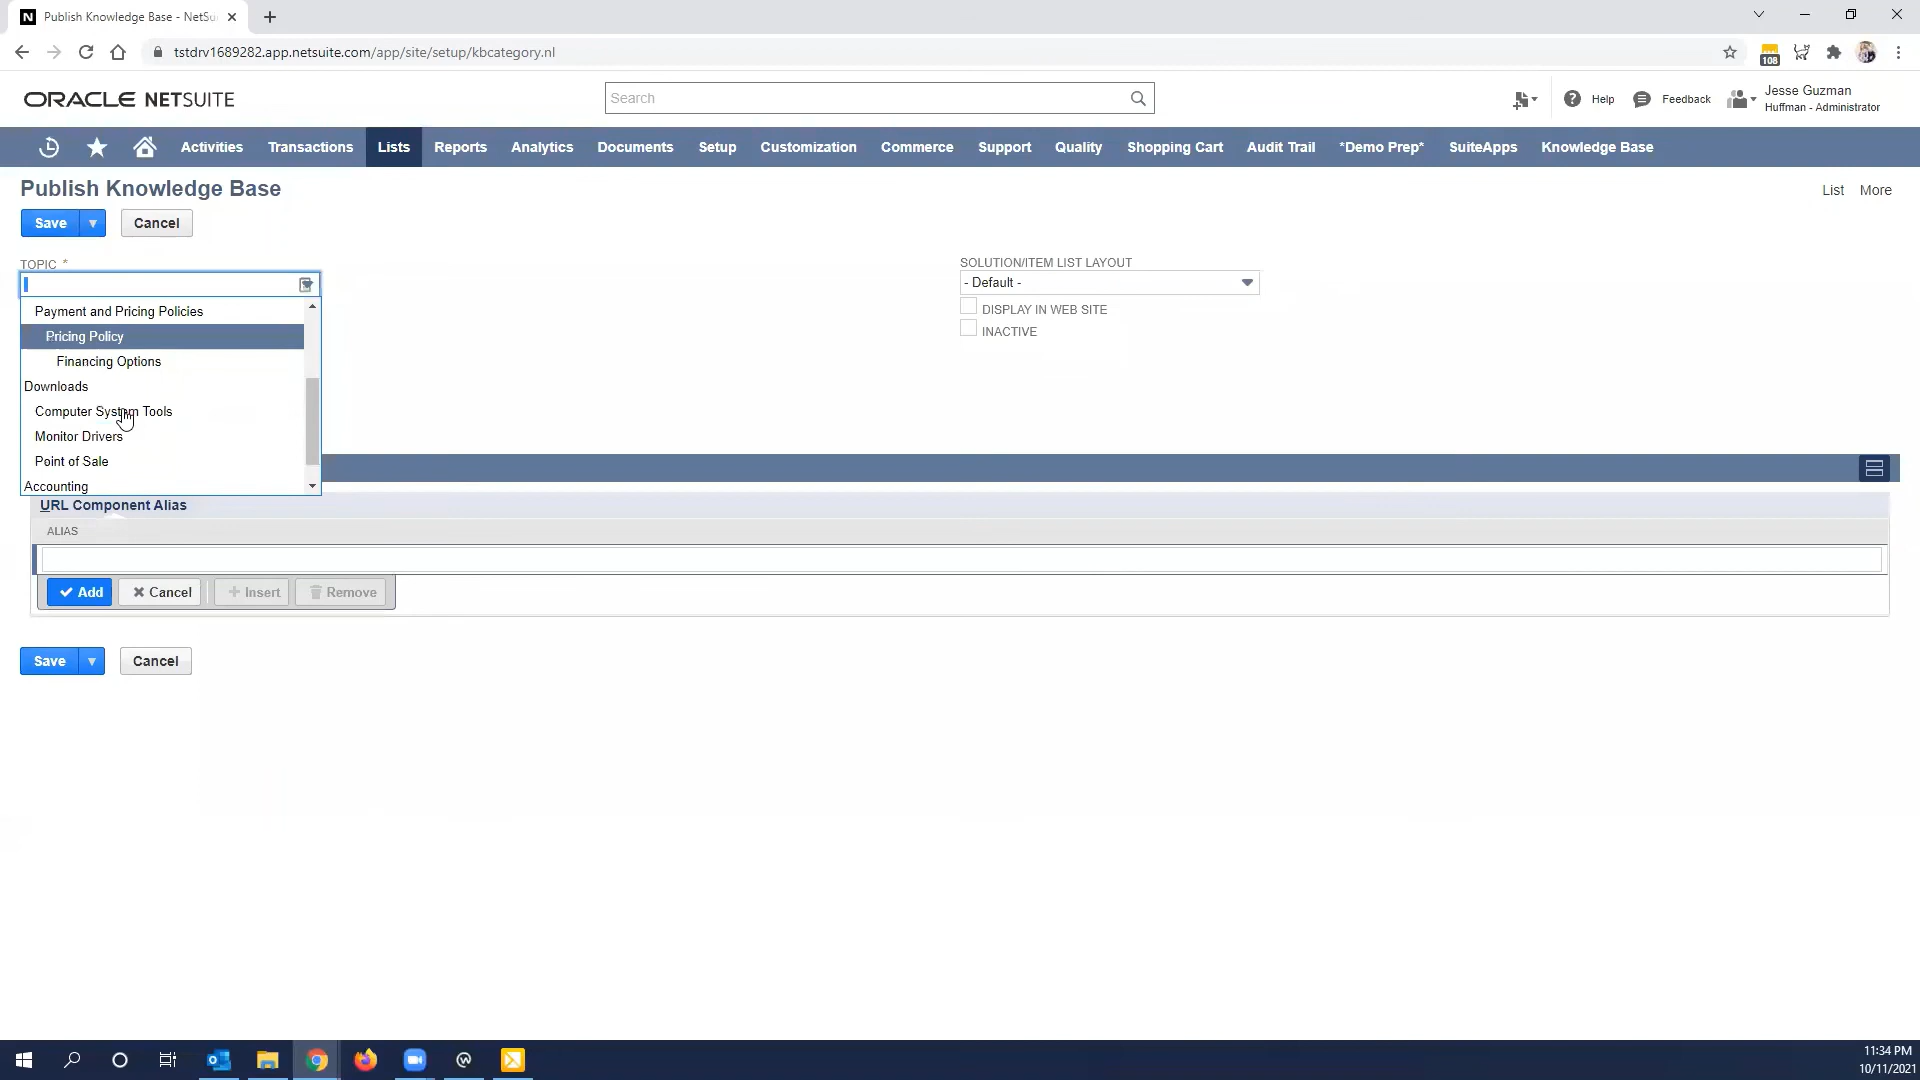 Publish Knowledge Base - NetSu
tstdrv1689282.app.netsuite.com/app/site/setup/kbcategory.nl
108
ORACLE NETSUITE
Search
Help
Feedback
Jesse Guzman
Huffman - Administrator
Activities
Transactions
Lists
Reports
Analytics
Documents
Setup
Customization
Commerce
Support
Quality
Shopping Cart
Audit Trail
*Demo Prep*
SuiteApps
Knowledge Base
Publish Knowledge Base
List
More
Save
Cancel
TOPIC *
Payment and Pricing Policies
Pricing Policy
Financing Options
Downloads
Computer System Tools
Monitor Drivers
Point of Sale
Accounting
SOLUTION/ITEM LIST LAYOUT
- Default -
DISPLAY IN WEB SITE
INACTIVE
URL Component Alias
ALIAS
Add
Cancel
Insert
Remove
Save
Cancel
11:34 PM
10/11/2021